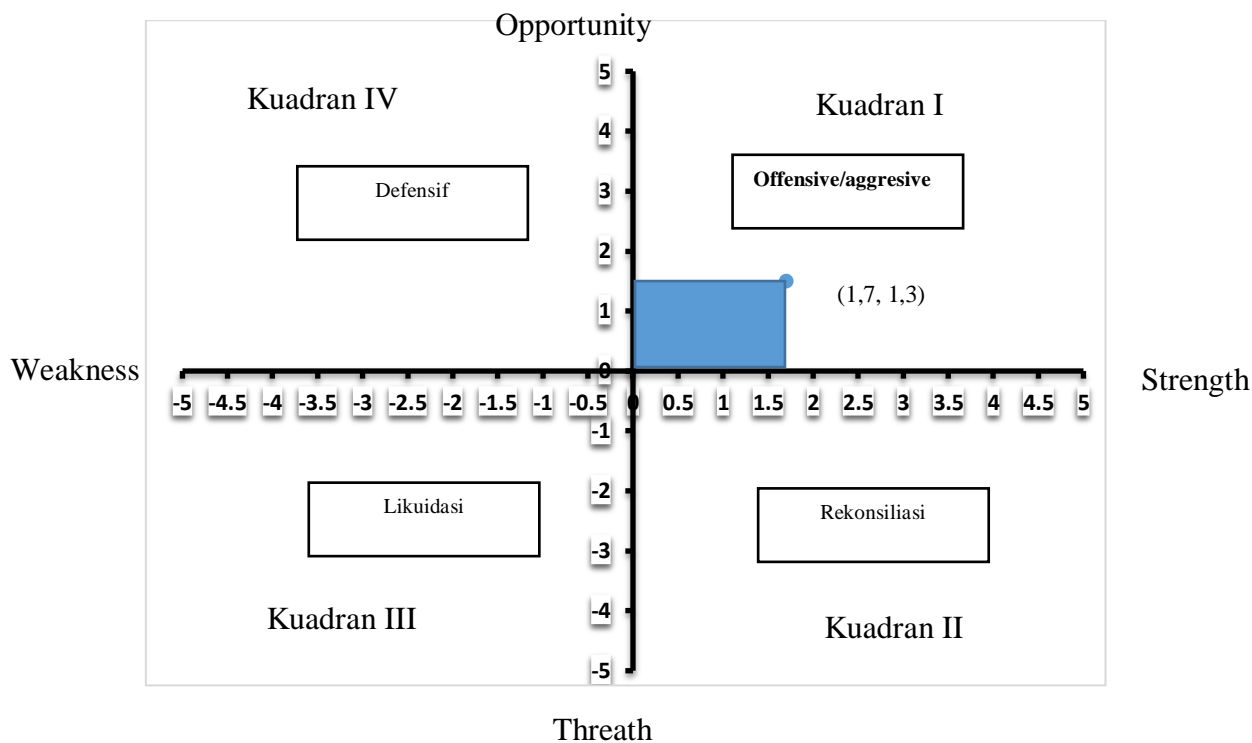 Opportunity
Kuadran IV
Kuadran I
5
4
3
2
1
0
-1
-2
-3
-4
-5
Defensif
Offensive/aggresive
(1,7, 1,3)
Weakness
Strength
-5 -4.5 -4 -3.5 -3 -2.5 -2 -1.5 -1 -0.5 0 0.5 1 1.5 2 2.5 3 3.5 4 4.5 5
Likuidasi
Rekonsiliasi
Kuadran III
Kuadran II
Threath